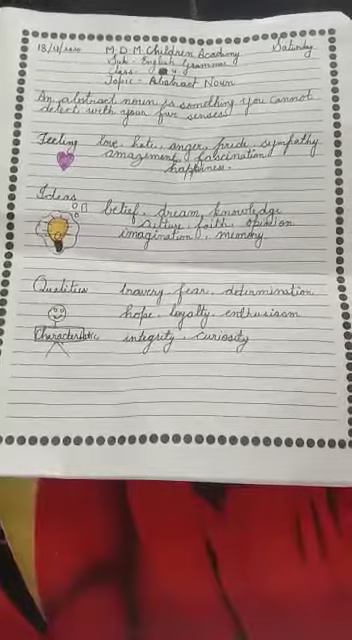 18/12/2020 M.D.M. Children Academy Saturday
Sub:- English Grammar
Class:- 4
Topic:- Abstract Noun
An abstract noun is something you cannot
detect with your five senses
Feeling love, hate, anger, pride, sympathy
amazement, fascination
happiness.
Ideas belief, dream, knowledge
culture, faith, opinion
imagination, memory
Qualities bravery, fear, determination
hope, loyalty, enthusiasm
Characteristic integrity, curiosity